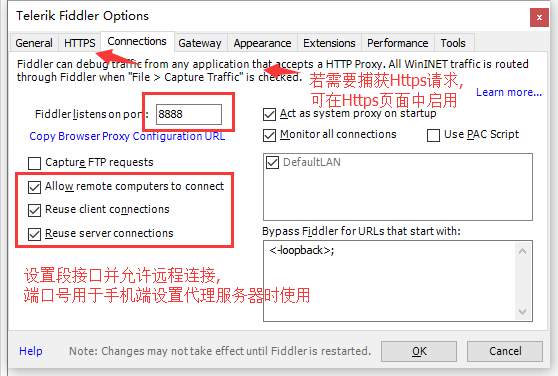 Telerik Fiddler Options
General HTTPS Connections Gateway Appearance Extensions Performance Tools
Fiddler can debug traffic from any application that accepts a HTTP Proxy. All WinINET traffic is routed
through Fiddler when "File > Capture Traffic" is checked.
若需要捕获Https请求,
可在Https页面中启用
Learn more...
Fiddler listens on port: 8888
Copy Browser Proxy Configuration URL
Act as system proxy on startup
Monitor all connections
Use PAC Script
Capture FTP requests
Allow remote computers to connect
Reuse client connections
Reuse server connections
DefaultLAN
Bypass Fiddler for URLs that start with:
<-loopback>;
设置段接口并允许远程连接,
端口号用于手机端设置代理服务器时使用
Help
Note: Changes may not take effect until Fiddler is restarted.
OK
Cancel